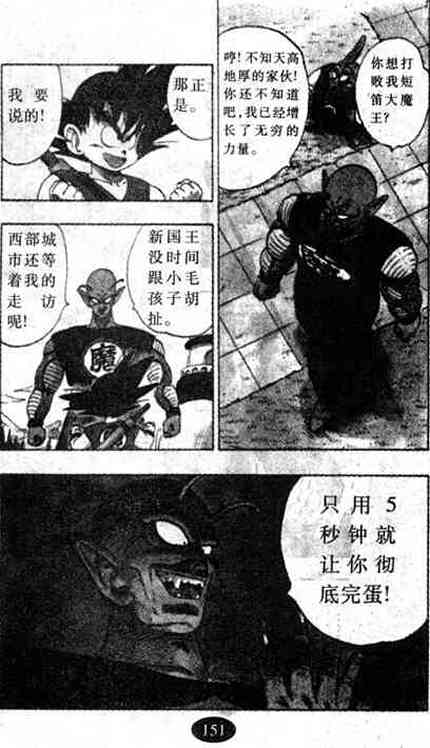 你想打
败我短
笛大魔
王?
哼!不知天高
地厚的家伙!
你还不知道
吧,我已经增
长了无穷的
力量。
那正
是。
我要
说的!
新国王
没时间
跟小毛
孩子胡
扯。
西部城
市还等
着我的
走访
呢!
魔
只用5
秒钟就
让你彻
底完蛋!
151